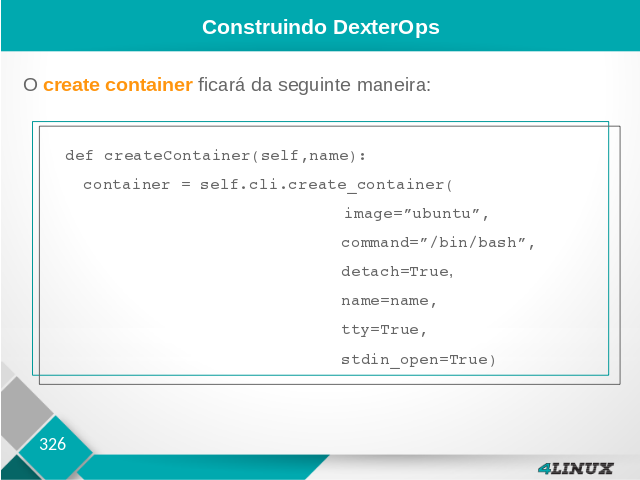 Construindo DexterOps
O create container ficará da seguinte maneira:
def createContainer(self,name):
container = self.cli.create_container(
image=”ubuntu”,
command=”/bin/bash”,
detach=True,
name=name,
tty=True,
stdin_open=True)
326
4LINUX